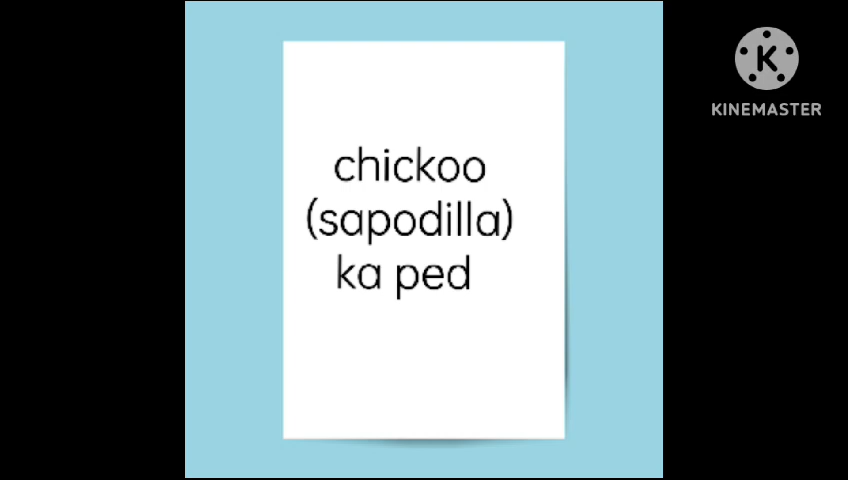 chickoo
(sapodilla)
ka ped
K
KINEMASTER